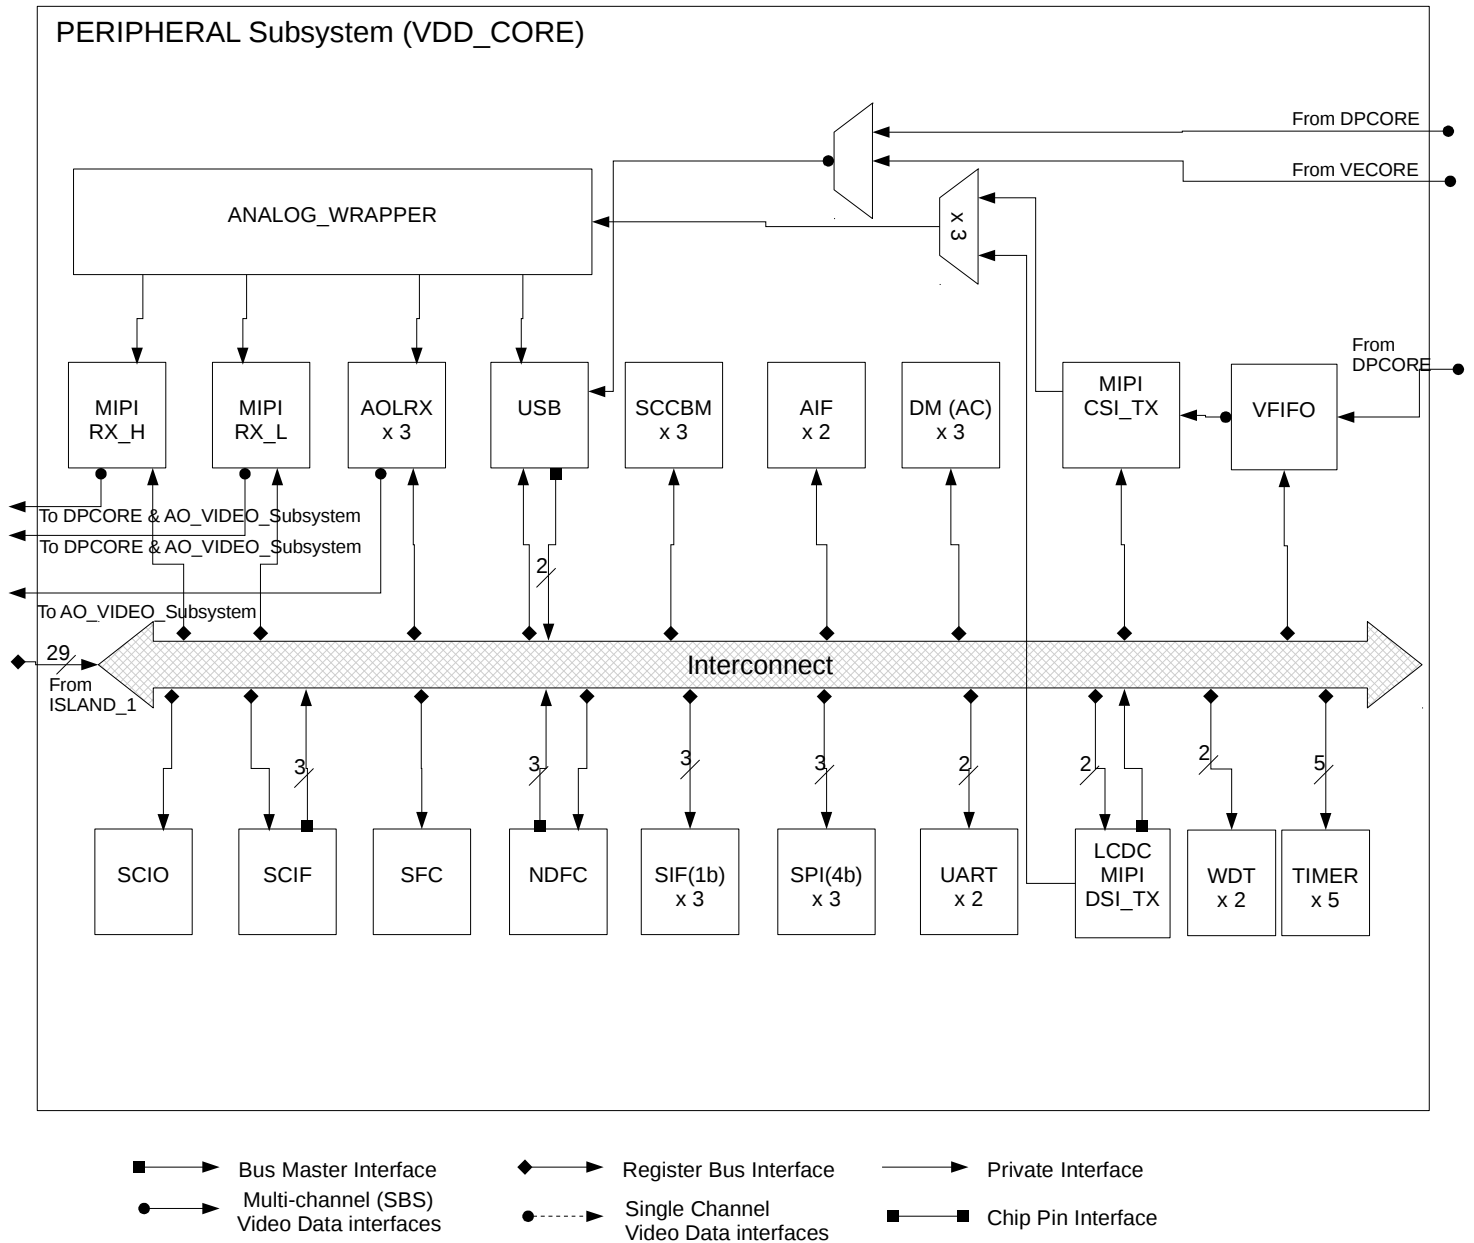 PERIPHERAL Subsystem (VDD_CORE)
From DPCORE
From VECORE
ANALOG_WRAPPER
x 3
From
DPCORE
MIPI
RX_H
MIPI
RX_L
AOLRX
x 3
USB
SCCBM
x 3
AIF
x 2
DM (AC)
x 3
MIPI
CSI_TX
VFIFO
To DPCORE & AO_VIDEO_Subsystem
To DPCORE & AO_VIDEO_Subsystem
2
To AO_VIDEO_Subsystem
29
From
ISLAND_1
Interconnect
3
3
3
3
2
2
2
5
SCIO
SCIF
SFC
NDFC
SIF(1b)
x 3
SPI(4b)
x 3
UART
x 2
LCDC
MIPI
DSI_TX
WDT
x 2
TIMER
x 5
Bus Master Interface
Register Bus Interface
Private Interface
Multi-channel (SBS)
Video Data interfaces
Single Channel
Video Data interfaces
Chip Pin Interface